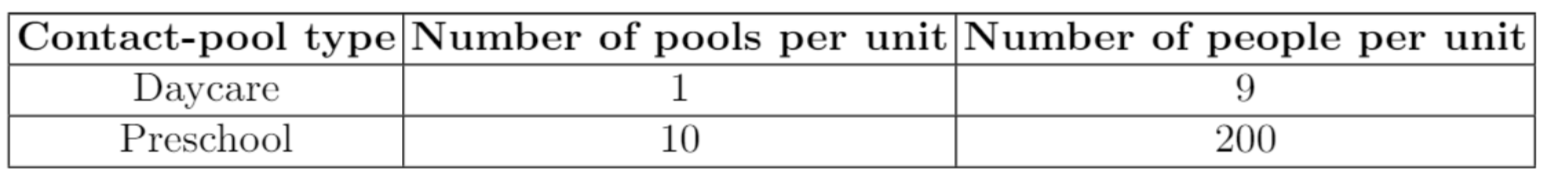 Contact-pool type Number of pools per unit Number of people per unit
Daycare 1 9
Preschool 10 200